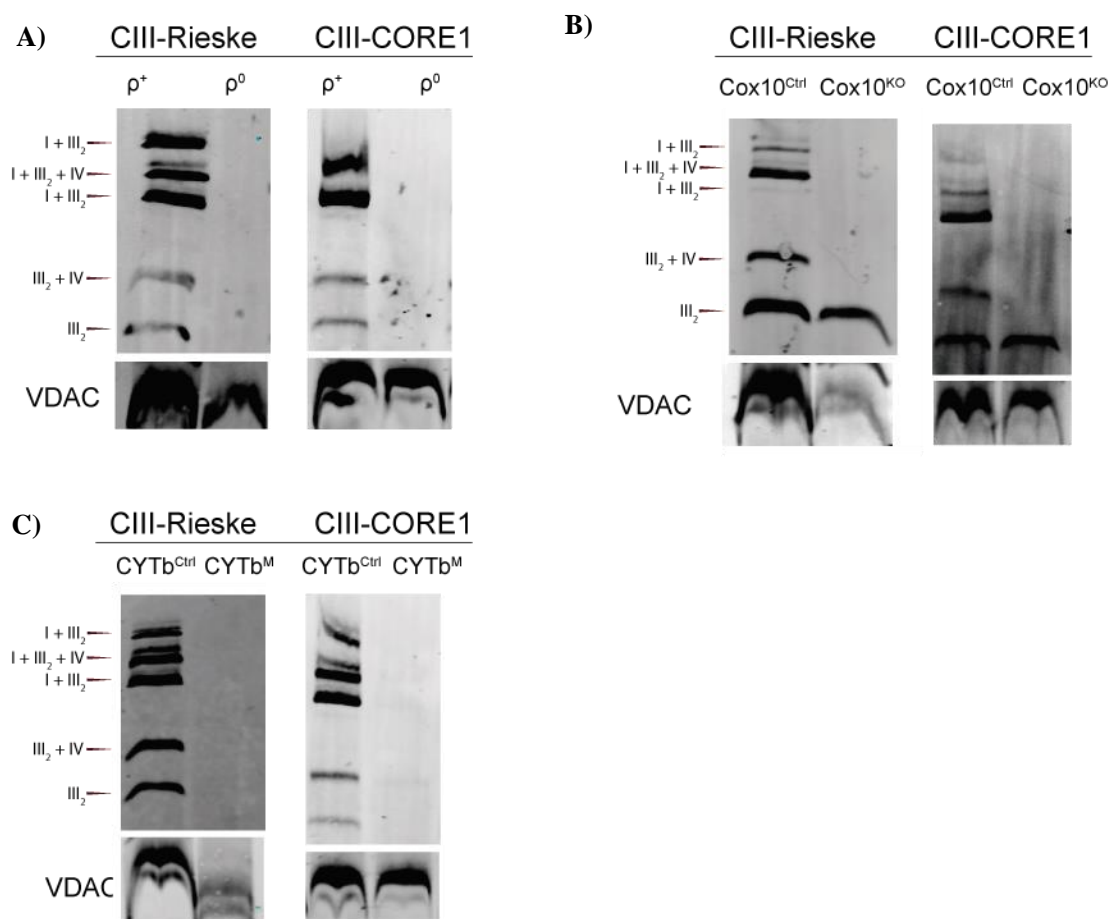 A)
CIII-Rieske CIII-CORE1
ρ⁺ ρ⁰ ρ⁺ ρ⁰
I + III₂
I + III₂ + IV
I + III₂
III₂ + IV
III₂
VDAC
B)
CIII-Rieske CIII-CORE1
Cox10ᶜᵗʳˡ Cox10ᴷᴼ Cox10ᶜᵗʳˡ Cox10ᴷᴼ
I + III₂
I + III₂ + IV
I + III₂
III₂ + IV
III₂
VDAC
C)
CIII-Rieske CIII-CORE1
CYTbᶜᵗʳˡ CYTbᴹ CYTbᶜᵗʳˡ CYTbᴹ
I + III₂
I + III₂ + IV
I + III₂
III₂ + IV
III₂
VDAC